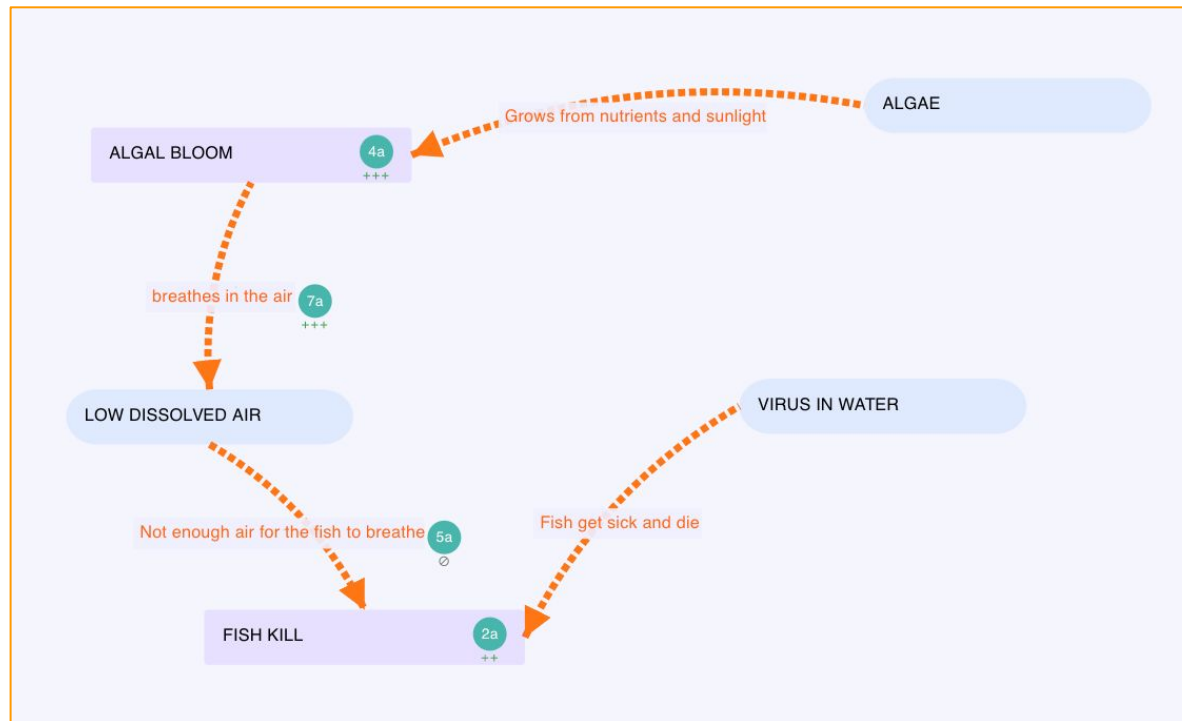 ALGAE
Grows from nutrients and sunlight
ALGAL BLOOM
4a
+++
breathes in the air
7a
+++
LOW DISSOLVED AIR
VIRUS IN WATER
Not enough air for the fish to breathe
5a
⊘
Fish get sick and die
FISH KILL
2a
++